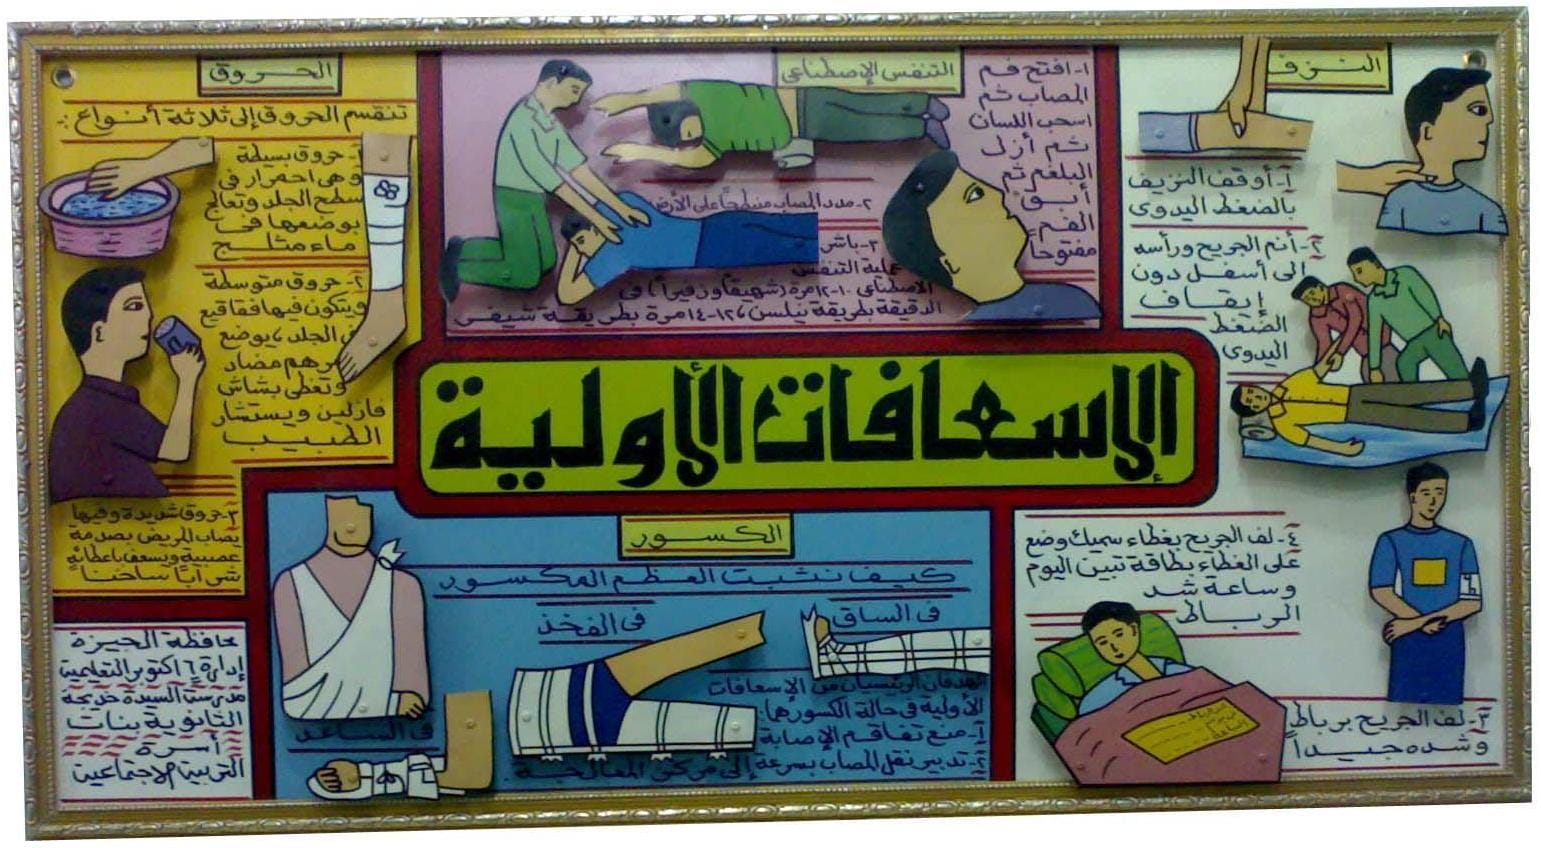 الإسعافات الأولية
النزف
١- أوقف النزيف
بالضغط اليدوى
٢- أنم الجريح ورأسه
إلى أسفل دون
إيقاف
الضغط
اليدوى
٣- لف الجريح برباط
وشده جيداً
٤- لف الجريح بغطاء سميك وضع
على الغطاء بطاقة تبين اليوم
وساعة شد
الرباط
التنفس الإصطناعي
١- افتح فم
المصاب ثم
اسحب اللسان
ثم أزل
البلغم ثم
أبق
الفم
مفتوحاً
٢- مدد المصاب منبطحاً على الأرض
٣- باشر
عملية التنفس
الاصطناعي ١٠-١٢ مرة (شهيقاً وزفيراً) فى
الدقيقة بطريقة نيلسن ، ١٢-١٤ مرة بطريقة شيفر
الحروق
تنقسم الحروق إلى ثلاثة أنواع :-
١- حروق بسيطة
وهى احمرار فى
سطح الجلد وتعالج
بوضعها فى
ماء مثلج
٢- حروق متوسطة
ويتكون فيها فقاقيع
فى الجلد ، يوضع
مرهم مضاد
وتغطى بشاش
فازلين ويستشار
الطبيب
٣- حروق شديدة وفيها
يصاب المريض بصدمة
عصبية ويسعف بإعطائه
شراباً ساخناً
الكسور
كيف نثبت العظم المكسور
فى الساق
فى الفخذ
فى الساعد
الهدفان الرئيسيان من الإسعافات
الأولية فى حالة الكسور هما:
١- منع تفاقم الإصابة
٢- تدبير نقل المصاب بسرعة إلى مركز المعالجة
محافظة الجيزة
إدارة ٦ أكتوبر التعليمية
مدرسة السيدة خديجة
الثانوية بنات
أسرة
التربية الاجتماعية